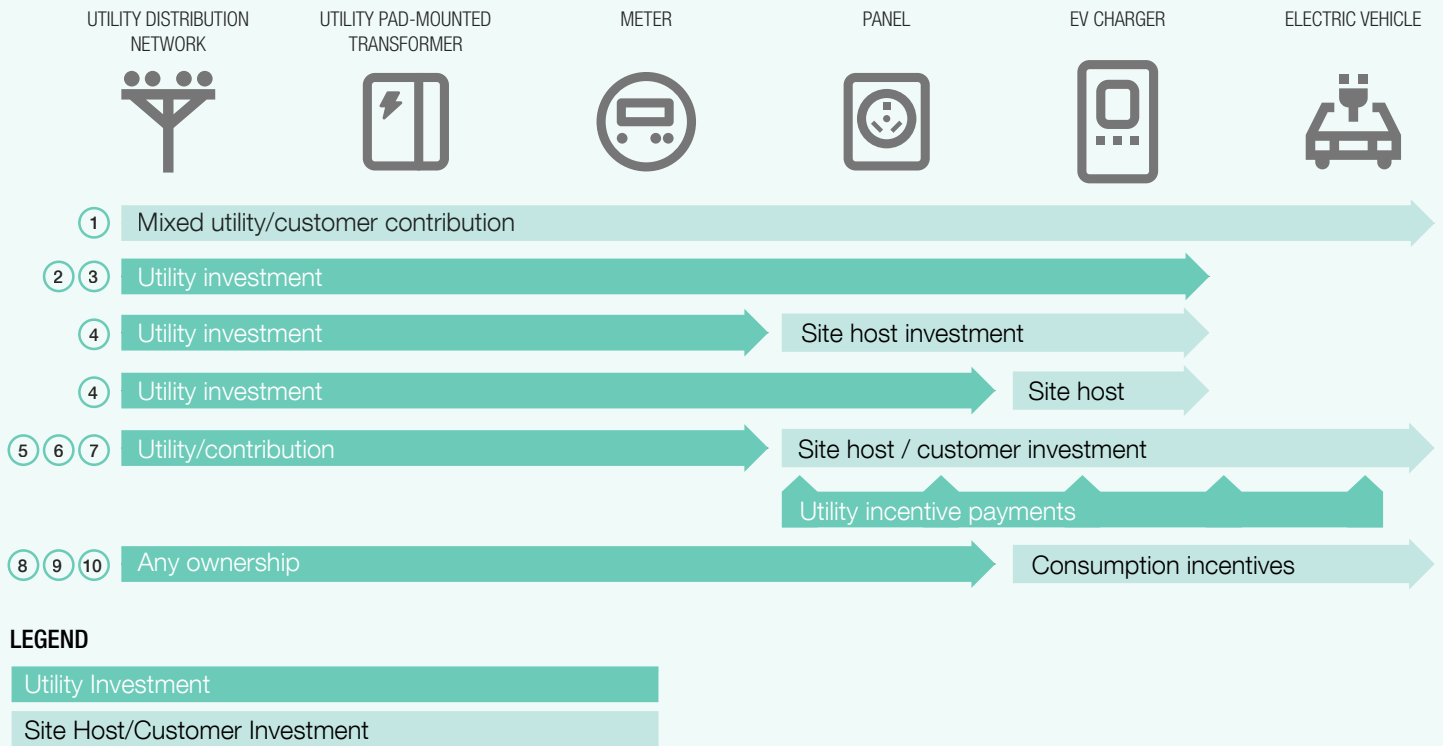 UTILITY DISTRIBUTION
NETWORK
UTILITY PAD-MOUNTED
TRANSFORMER
METER
PANEL
EV CHARGER
ELECTRIC VEHICLE
1 Mixed utility/customer contribution
2 3 Utility investment
4 Utility investment Site host investment
4 Utility investment Site host
5 6 7 Utility/contribution Site host / customer investment
Utility incentive payments
8 9 10 Any ownership Consumption incentives
LEGEND
Utility Investment
Site Host/Customer Investment